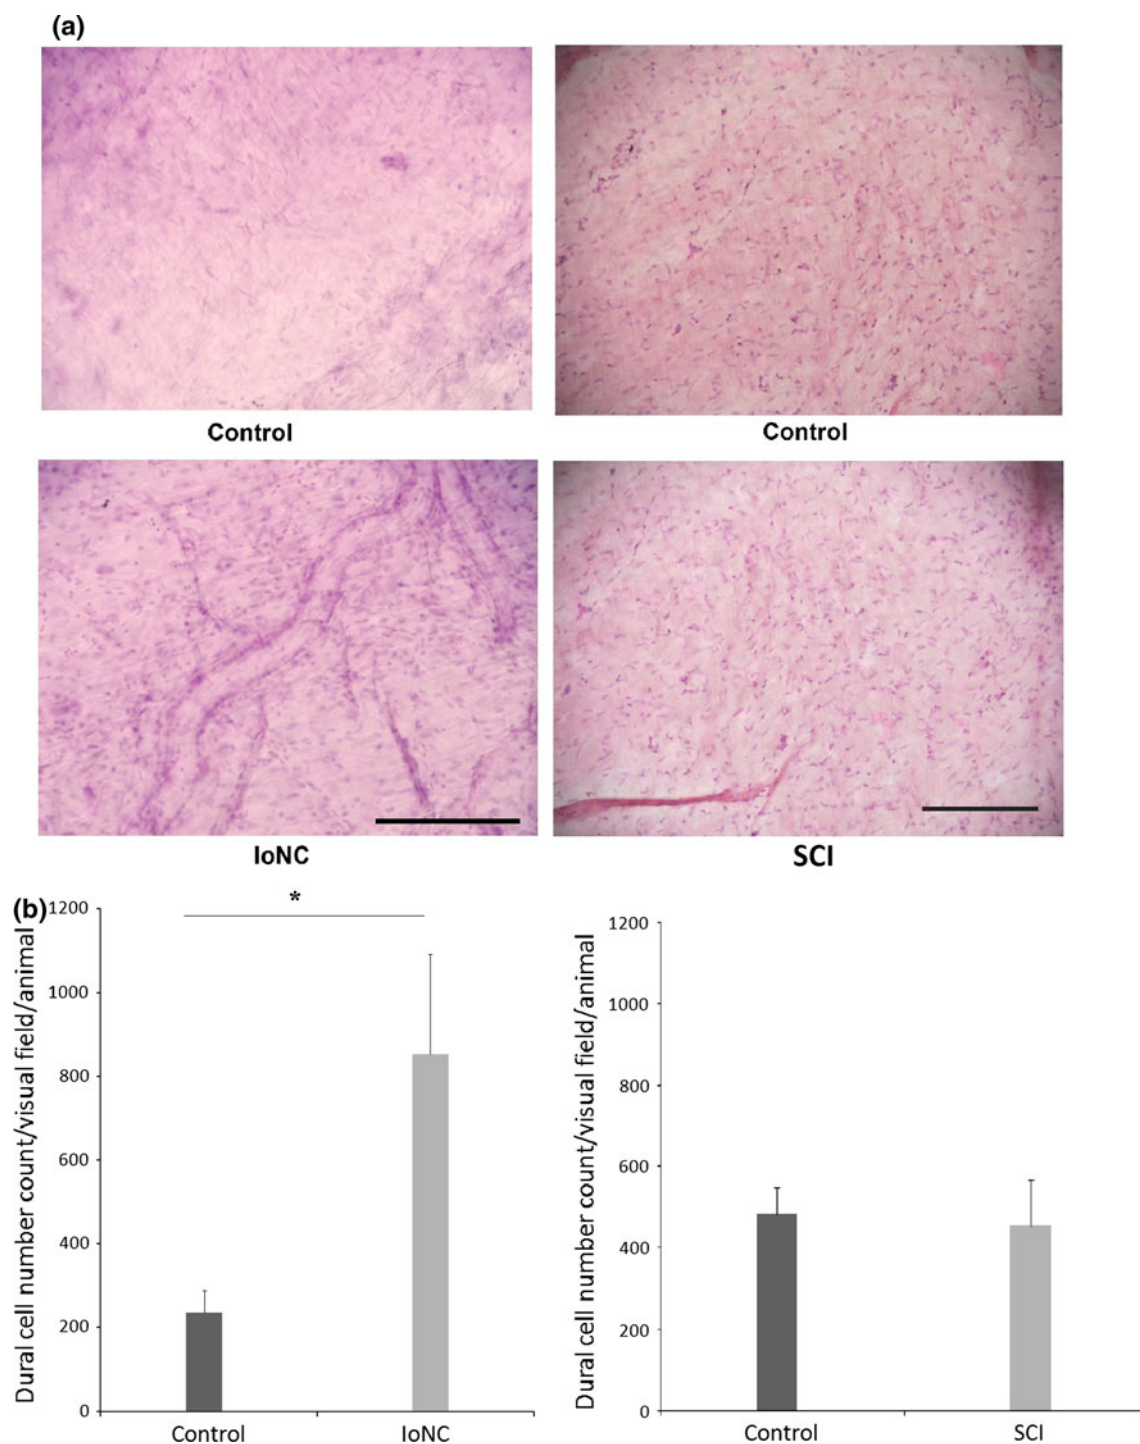 (a)
Control
Control
IoNC
SCI
(b)
Dural cell number count/visual field/animal
1200
1000
800
600
400
200
0
*
Control
IoNC
Dural cell number count/visual field/animal
1200
1000
800
600
400
200
0
Control
SCI